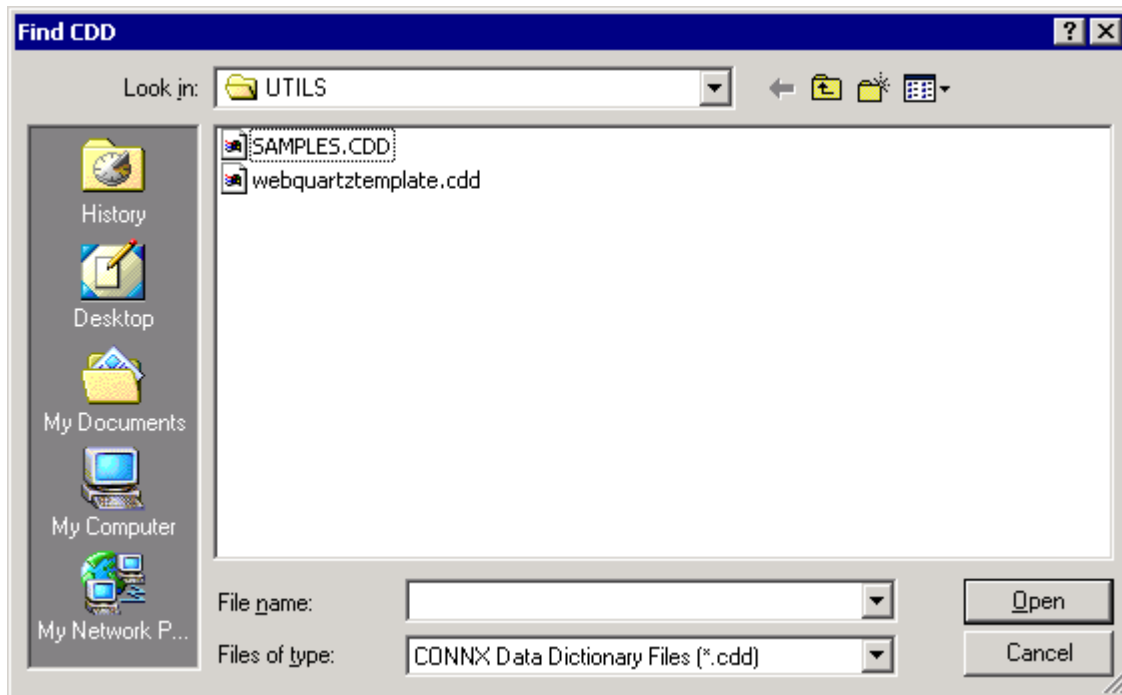 Find CDD
Look in: UTILS
SAMPLES.CDD
webquartztemplate.cdd
History
Desktop
My Documents
My Computer
My Network P...
File name:
Open
Files of type: CONNX Data Dictionary Files (*.cdd)
Cancel